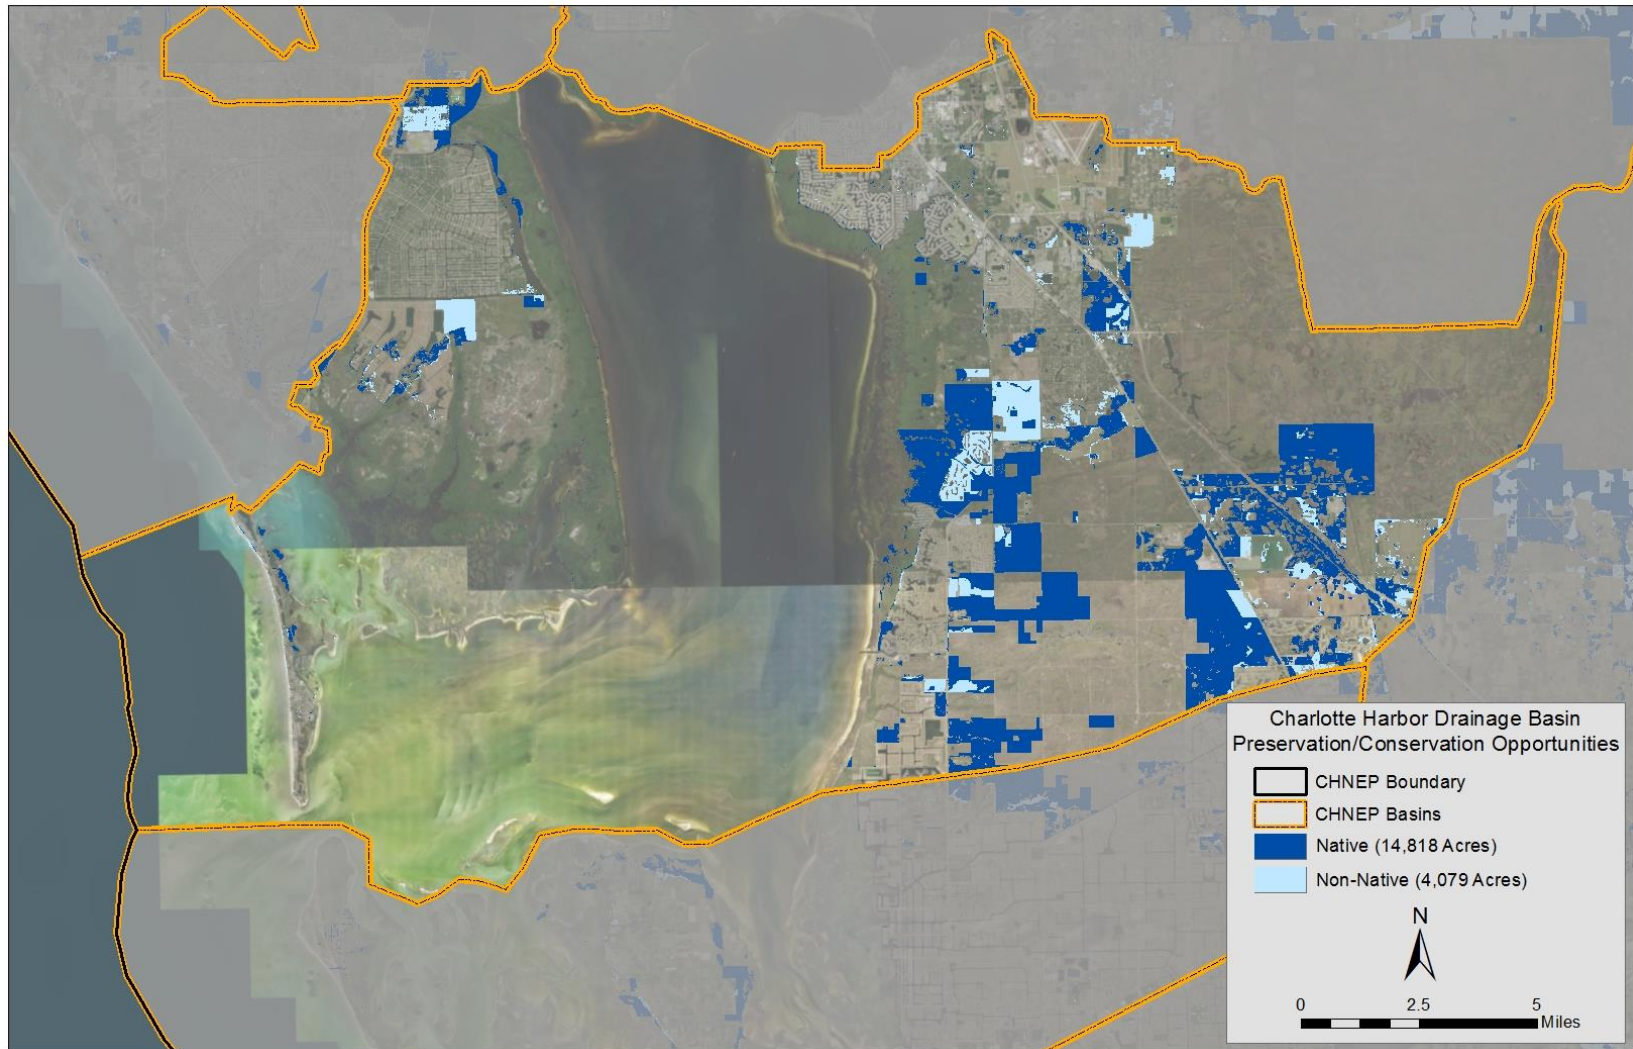 Charlotte Harbor Drainage Basin
Preservation/Conservation Opportunities
CHNEP Boundary
CHNEP Basins
Native (14,818 Acres)
Non-Native (4,079 Acres)
N
0 2.5 5
Miles